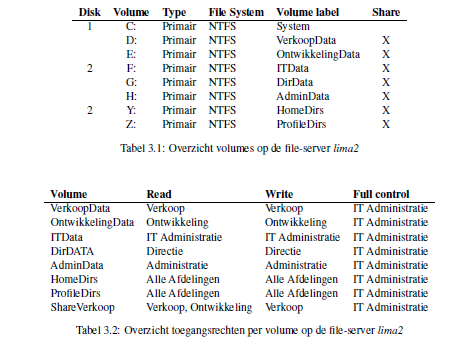 Disk Volume Type File System Volume label Share
1 C: Primair NTFS System
D: Primair NTFS VerkoopData X
E: Primair NTFS OntwikkelingData X
2 F: Primair NTFS ITData X
G: Primair NTFS DirData X
H: Primair NTFS AdminData X
2 Y: Primair NTFS HomeDirs X
Z: Primair NTFS ProfileDirs X
Tabel 3.1: Overzicht volumes op de file-server lima2
Volume Read Write Full control
VerkoopData Verkoop Verkoop IT Administratie
OntwikkelingData Ontwikkeling Ontwikkeling IT Administratie
ITData IT Administratie IT Administratie IT Administratie
DirDATA Directie Directie IT Administratie
AdminData Administratie Administratie IT Administratie
HomeDirs Alle Afdelingen Alle Afdelingen IT Administratie
ProfileDirs Alle Afdelingen Alle Afdelingen IT Administratie
ShareVerkoop Verkoop, Ontwikkeling Verkoop IT Administratie
Tabel 3.2: Overzicht toegangsrechten per volume op de file-server lima2